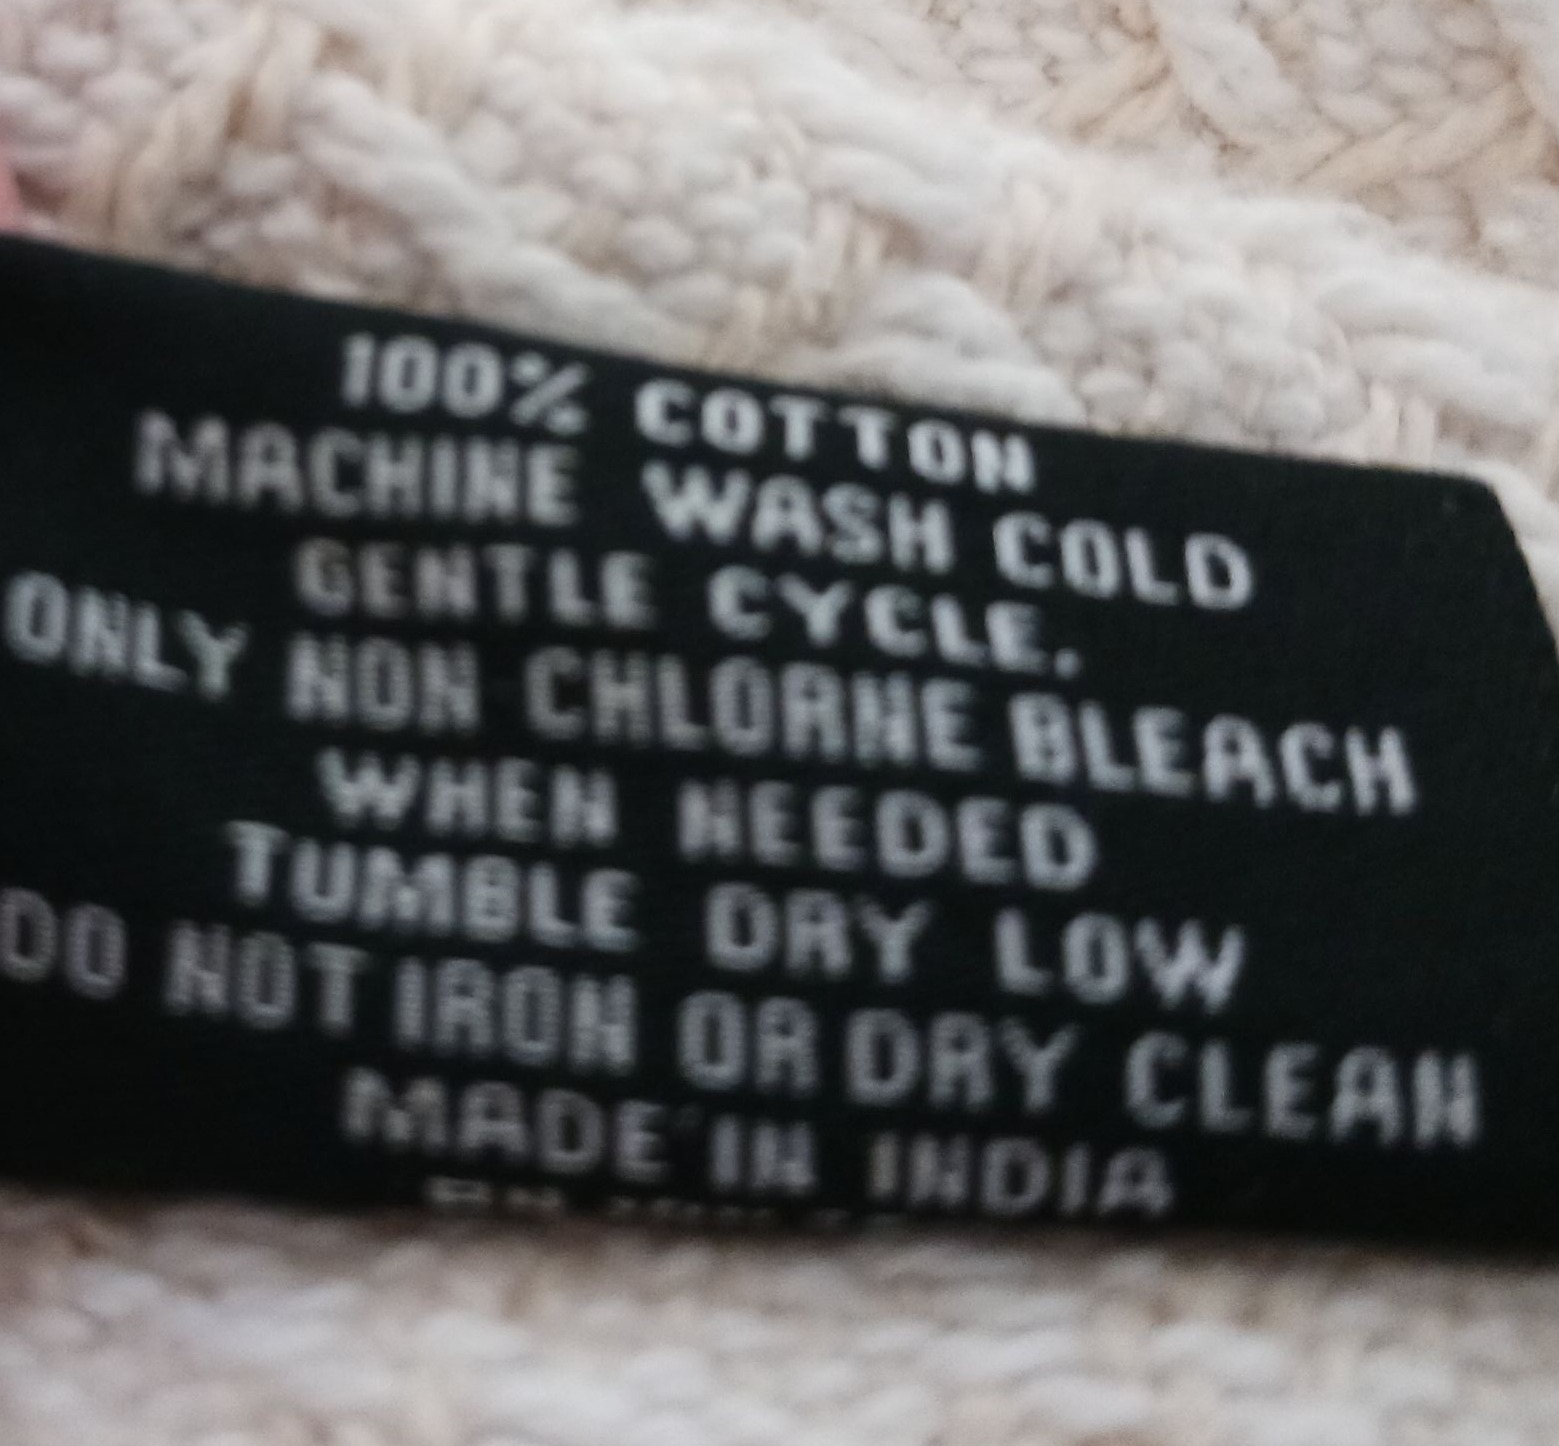 100% COTTON
MACHINE WASH COLD
GENTLE CYCLE.
ONLY NON CHLORNE BLEACH
WHEN NEEDED
TUMBLE DRY LOW
DO NOT IRON OR DRY CLEAN
MADE IN INDIA